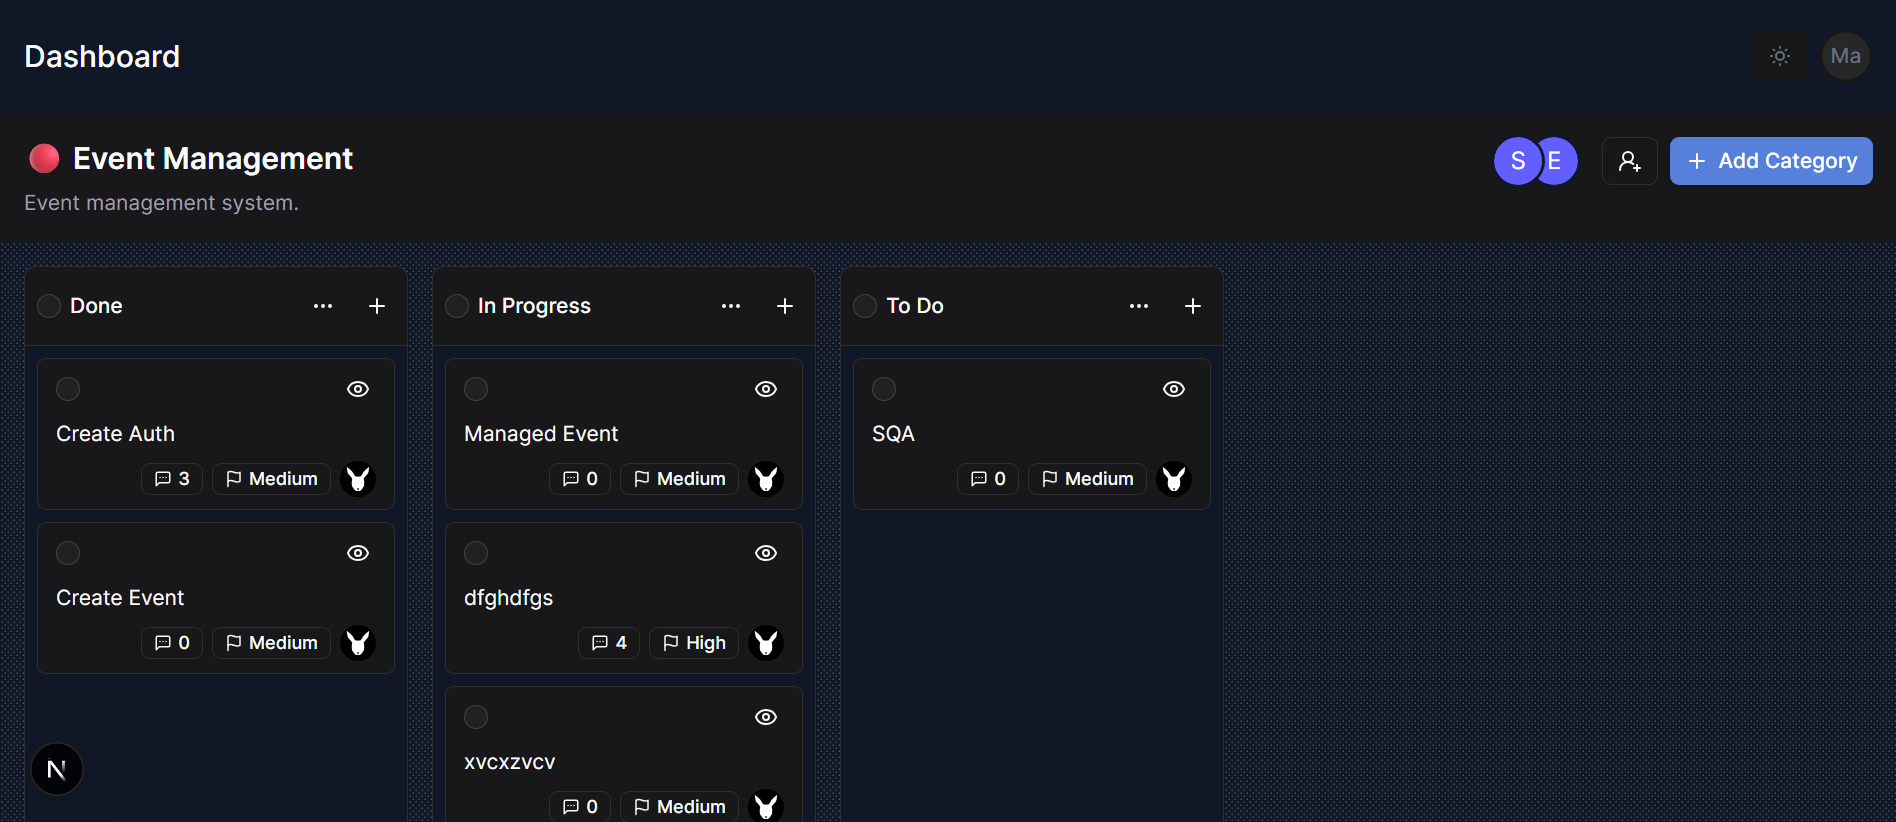 Dashboard
Ma
Event Management
Event management system.
S
E
Add Category
Done
Create Auth
3
Medium
Create Event
0
Medium
In Progress
Managed Event
0
Medium
dfghdfgs
4
High
xvcxzvcv
0
Medium
To Do
SQA
0
Medium
N